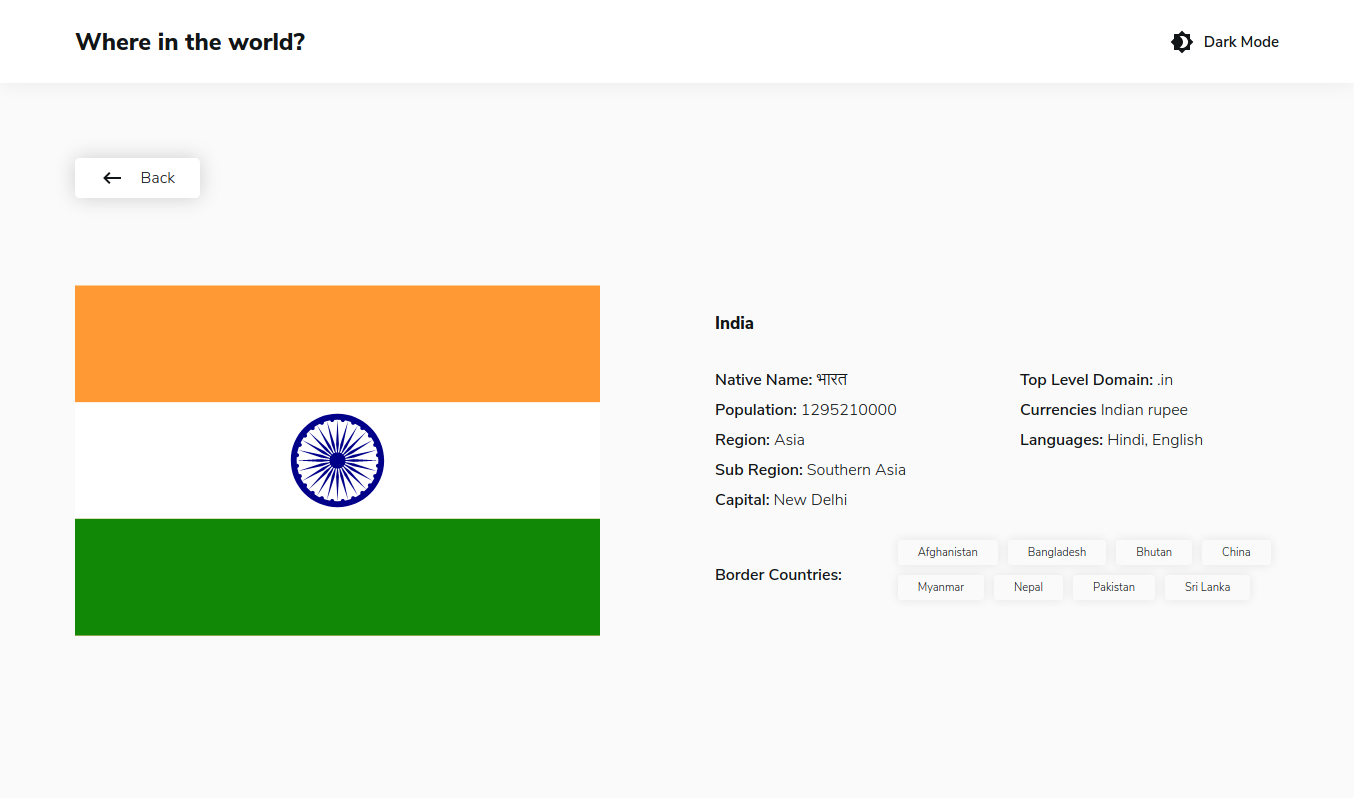 Where in the world?
Dark Mode
Back
India
Native Name: भारत
Population: 1295210000
Region: Asia
Sub Region: Southern Asia
Capital: New Delhi
Top Level Domain: .in
Currencies Indian rupee
Languages: Hindi, English
Border Countries:
Afghanistan Bangladesh Bhutan China
Myanmar Nepal Pakistan Sri Lanka